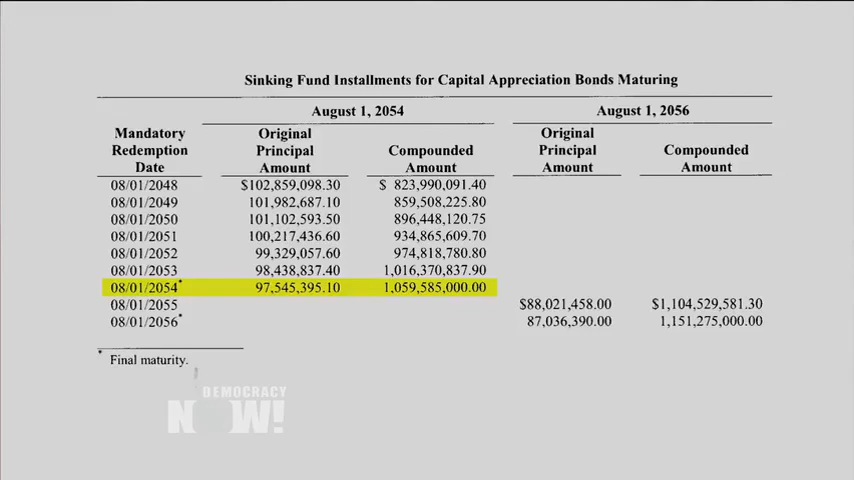 Sinking Fund Installments for Capital Appreciation Bonds Maturing
August 1, 2054 August 1, 2056
Mandatory Original Original
Redemption Principal Compounded Principal Compounded
Date Amount Amount Amount Amount
08/01/2048 $102,859,098.30 $ 823,990,091.40
08/01/2049 101,982,687.10 859,508,225.80
08/01/2050 101,102,593.50 896,448,120.75
08/01/2051 100,217,436.60 934,865,609.70
08/01/2052 99,329,057.60 974,818,780.80
08/01/2053 98,438,837.40 1,016,370,837.90
08/01/2054* 97,545,395.10 1,059,585,000.00
08/01/2055 $88,021,458.00 $1,104,529,581.30
08/01/2056* 87,036,390.00 1,151,275,000.00
* Final maturity.
DEMOCRACY
NOW!